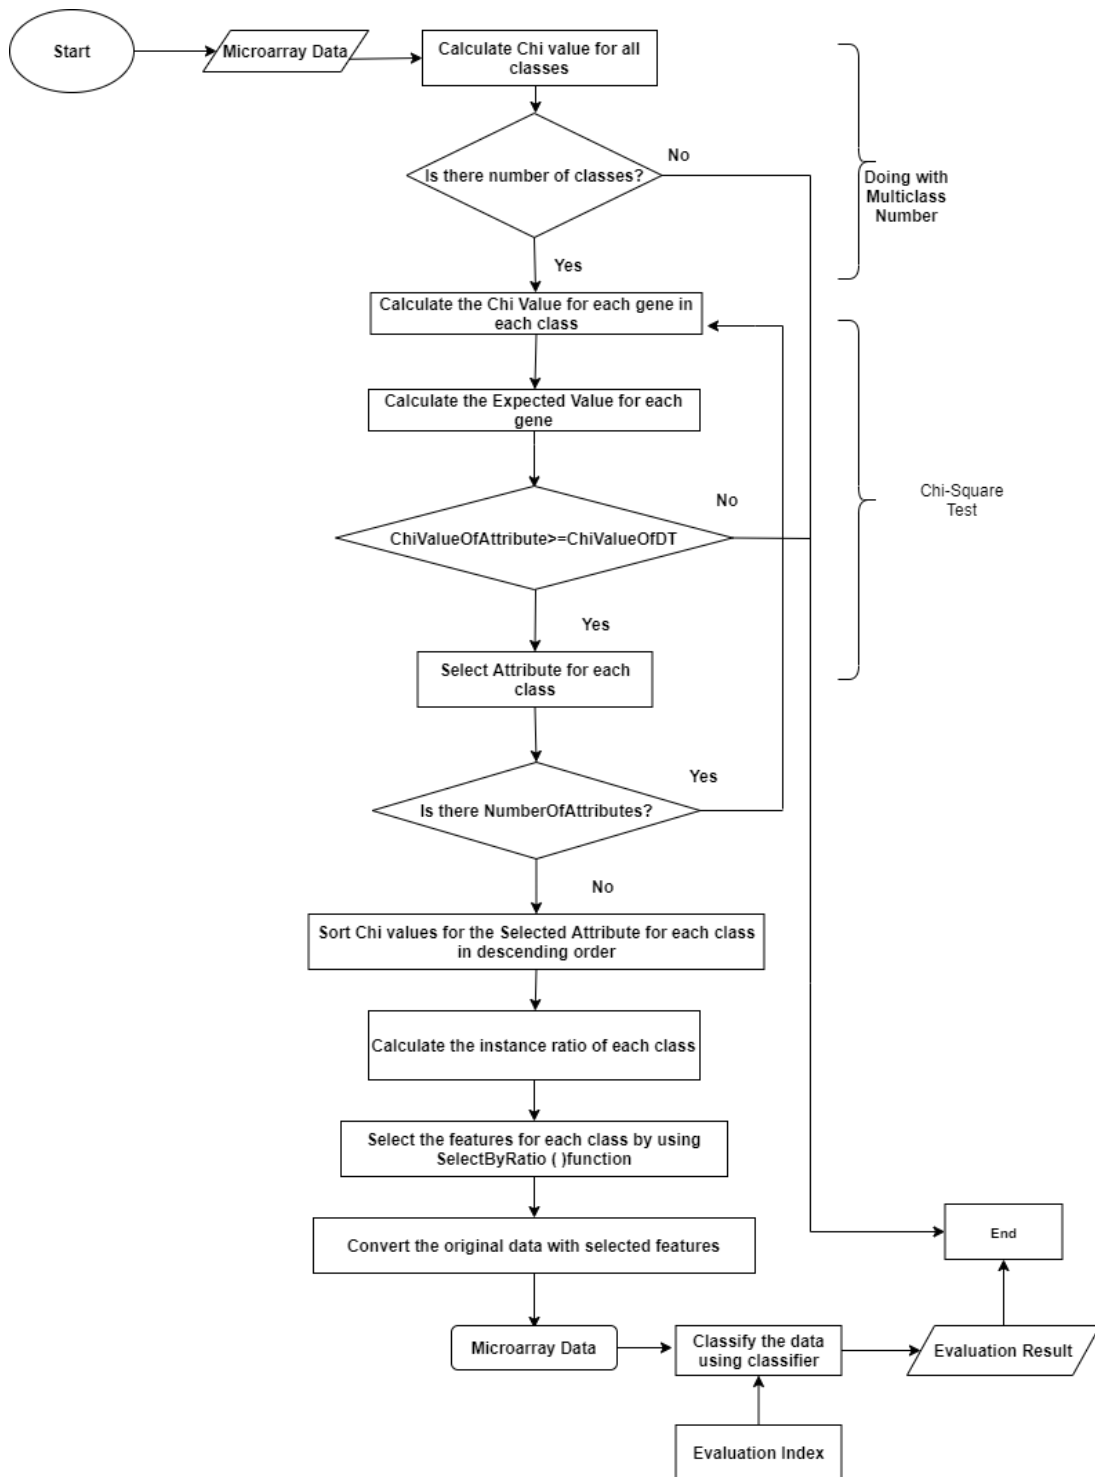 Start
Microarray Data
Calculate Chi value for all
classes
Is there number of classes?
No
Doing with
Multiclass
Number
Yes
Calculate the Chi Value for each gene in
each class
Calculate the Expected Value for each
gene
No
Chi-Square
Test
ChiValueOfAttribute>=ChiValueOfDT
Yes
Select Attribute for each
class
Yes
Is there NumberOfAttributes?
No
Sort Chi values for the Selected Attribute for each class
in descending order
Calculate the instance ratio of each class
Select the features for each class by using
SelectByRatio ( )function
Convert the original data with selected features
End
Microarray Data
Classify the data
using classifier
Evaluation Result
Evaluation Index